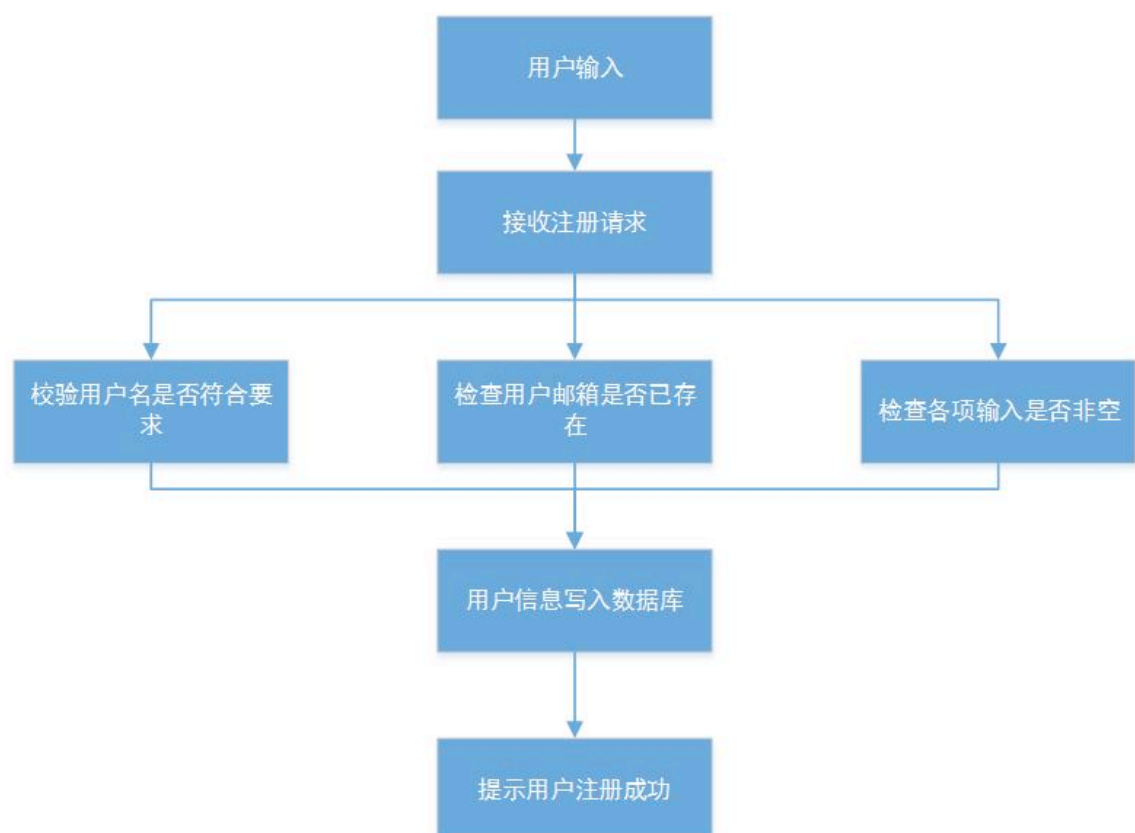 用户输入
接收注册请求
校验用户名是否符合要
求
检查用户邮箱是否已存
在
检查各项输入是否非空
用户信息写入数据库
提示用户注册成功